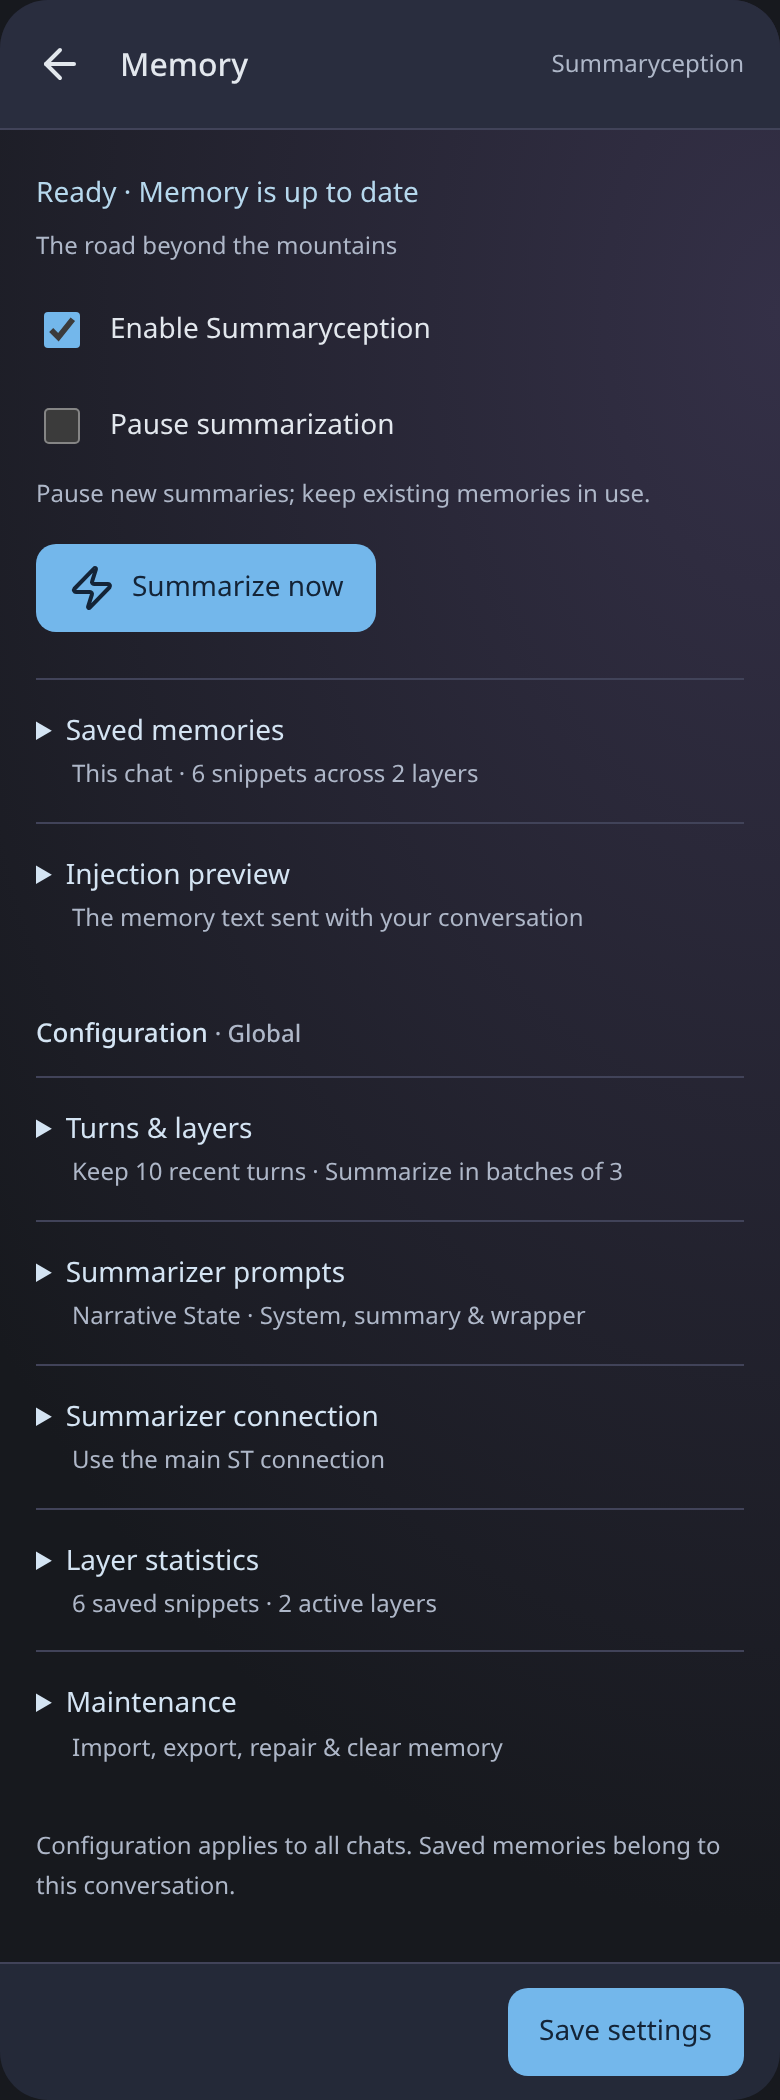 Memory
Summaryception
Ready · Memory is up to date
The road beyond the mountains
Enable Summaryception
Pause summarization
Pause new summaries; keep existing memories in use.
Summarize now
Saved memories
This chat · 6 snippets across 2 layers
Injection preview
The memory text sent with your conversation
Configuration · Global
Turns & layers
Keep 10 recent turns · Summarize in batches of 3
Summarizer prompts
Narrative State · System, summary & wrapper
Summarizer connection
Use the main ST connection
Layer statistics
6 saved snippets · 2 active layers
Maintenance
Import, export, repair & clear memory
Configuration applies to all chats. Saved memories belong to
this conversation.
Save settings